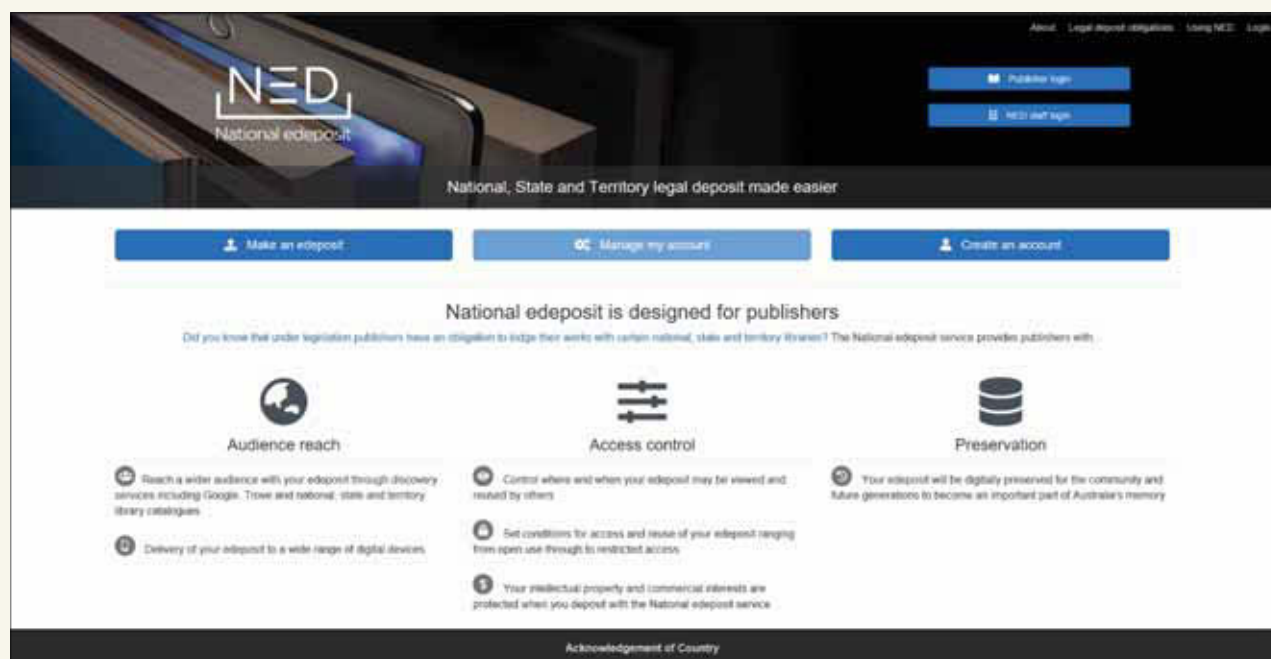 About Legal deposit obligations Using NED Login
NED
National edeposit
Publisher login
NED staff login
National, State and Territory legal deposit made easier
Make an edeposit
Manage my account
Create an account
National edeposit is designed for publishers
Did you know that under legislation publishers have an obligation to lodge their works with certain national, state and territory libraries? The National edeposit service provides publishers with
Audience reach
Reach a wider audience with your edeposit through discovery
services including Google, Trove and national, state and territory
library catalogues
Delivery of your edeposit to a wide range of digital devices
Access control
Control where and when your edeposit may be viewed and
reused by others
Set conditions for access and reuse of your edeposit ranging
from open use through to restricted access
Your intellectual property and commercial interests are
protected when you deposit with the National edeposit service
Preservation
Your edeposit will be digitally preserved for the community and
future generations to become an important part of Australia's memory
Acknowledgement of Country